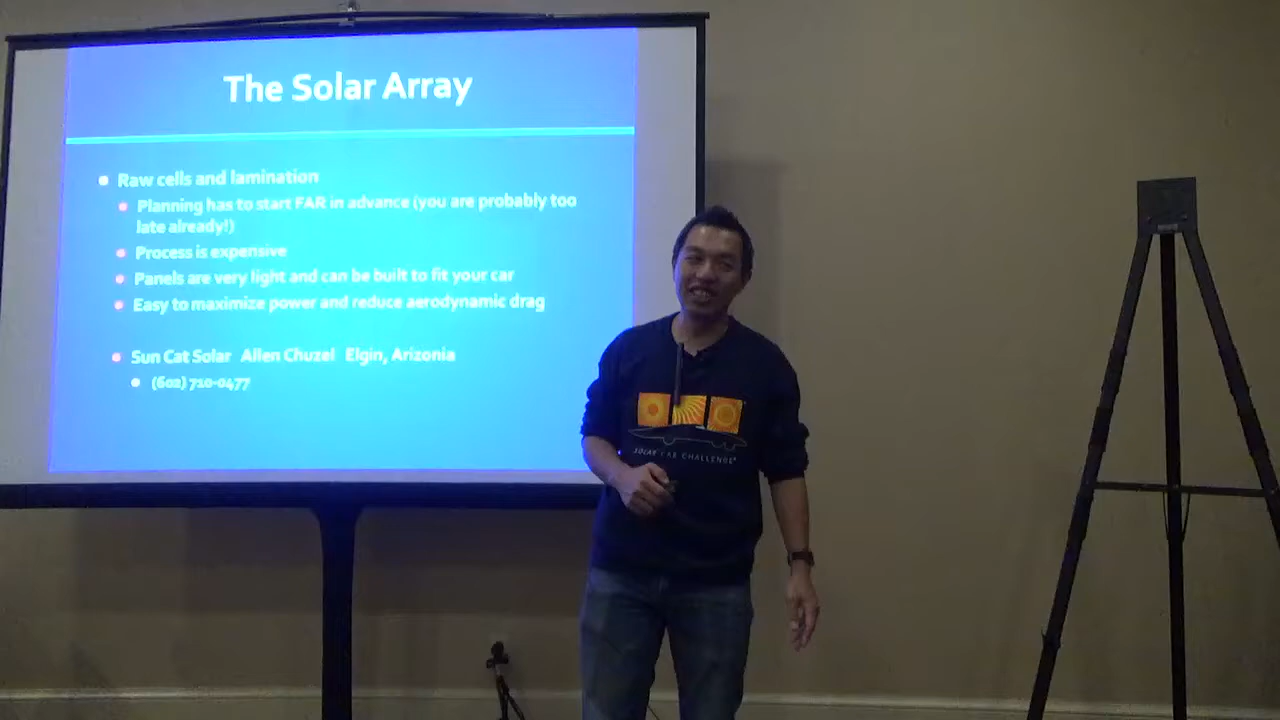 The Solar Array
Raw cells and lamination
Planning has to start FAR in advance (you are probably too
late already!)
Process is expensive
Panels are very light and can be built to fit your car
Easy to maximize power and reduce aerodynamic drag
Sun Cat Solar Allen Chuzel Elgin, Arizonia
(602) 710-0477
SOLAR CAR CHALLENGE